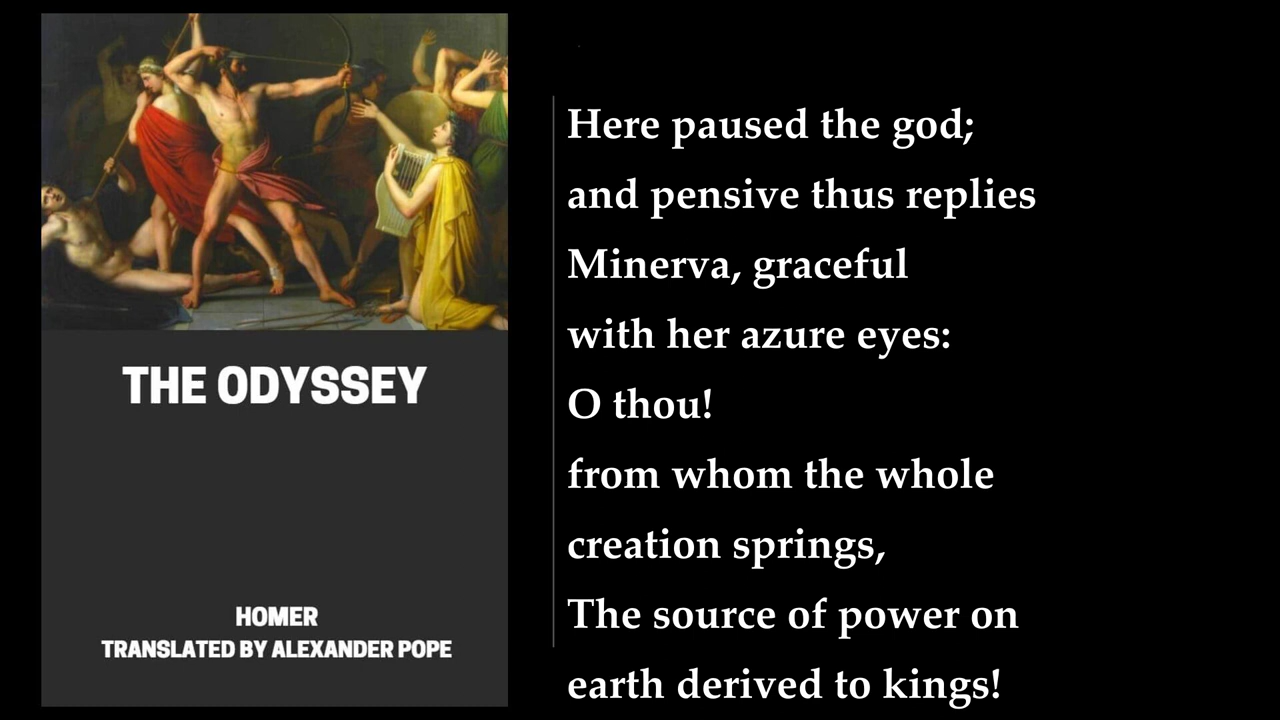 THE ODYSSEY
HOMER
TRANSLATED BY ALEXANDER POPE
Here paused the god;
and pensive thus replies
Minerva, graceful
with her azure eyes:
O thou!
from whom the whole
creation springs,
The source of power on
earth derived to kings!